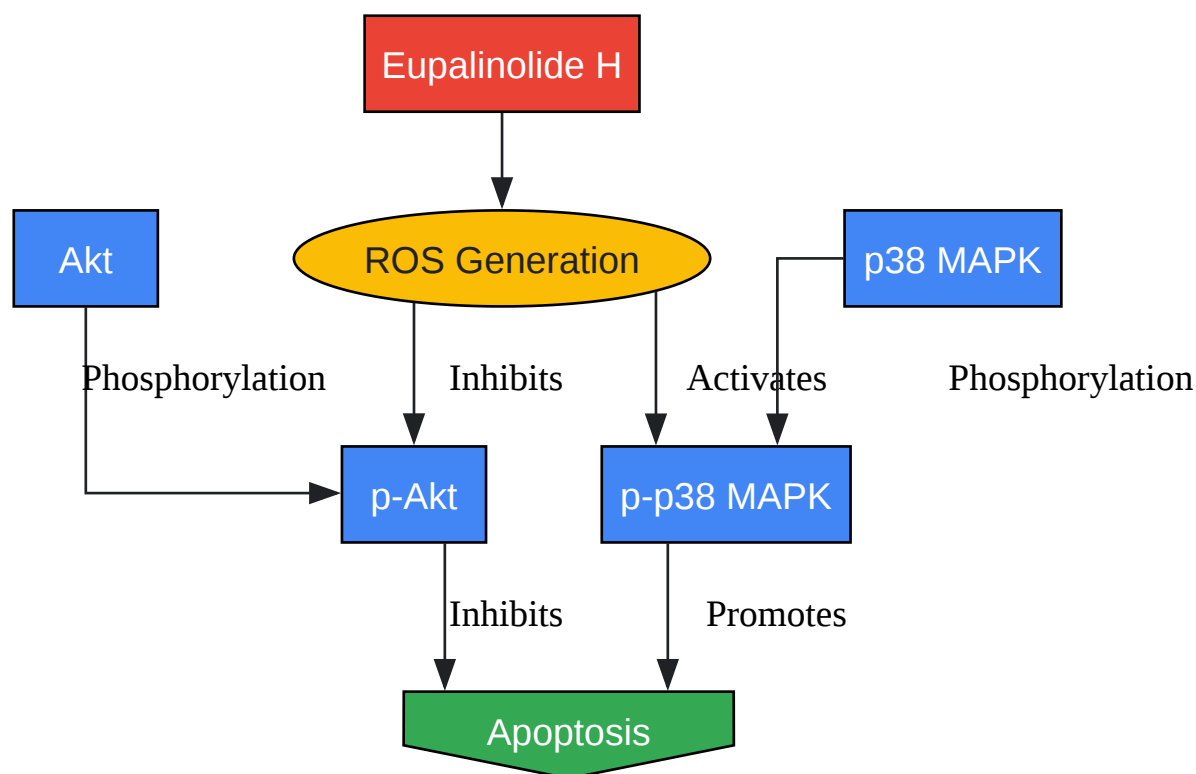 Eupalinolide H
Akt
ROS Generation
p38 MAPK
Phosphorylation
Inhibits
Activates
Phosphorylation
p-Akt
p-p38 MAPK
Inhibits
Promotes
Apoptosis